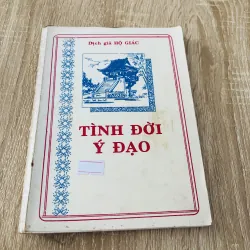 Dịch giả HỘ GIÁC
TÌNH ĐỜI
Ý ĐẠO